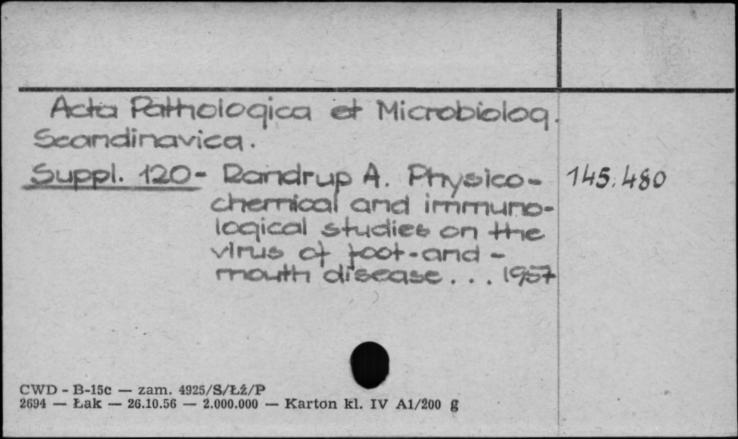 Acta Pathologica et Microbiolog.
Scandinavica.
Suppl. 120 - Randrup A. Physico- 145.480
chemical and immuno-
logical studies on the
virus of foot-and-
mouth disease... 1957
CWD - B-15c — zam. 4925/S/Łź/P
2694 — Łak — 26.10.56 — 2.000.000 — Karton kl. IV A1/200 g